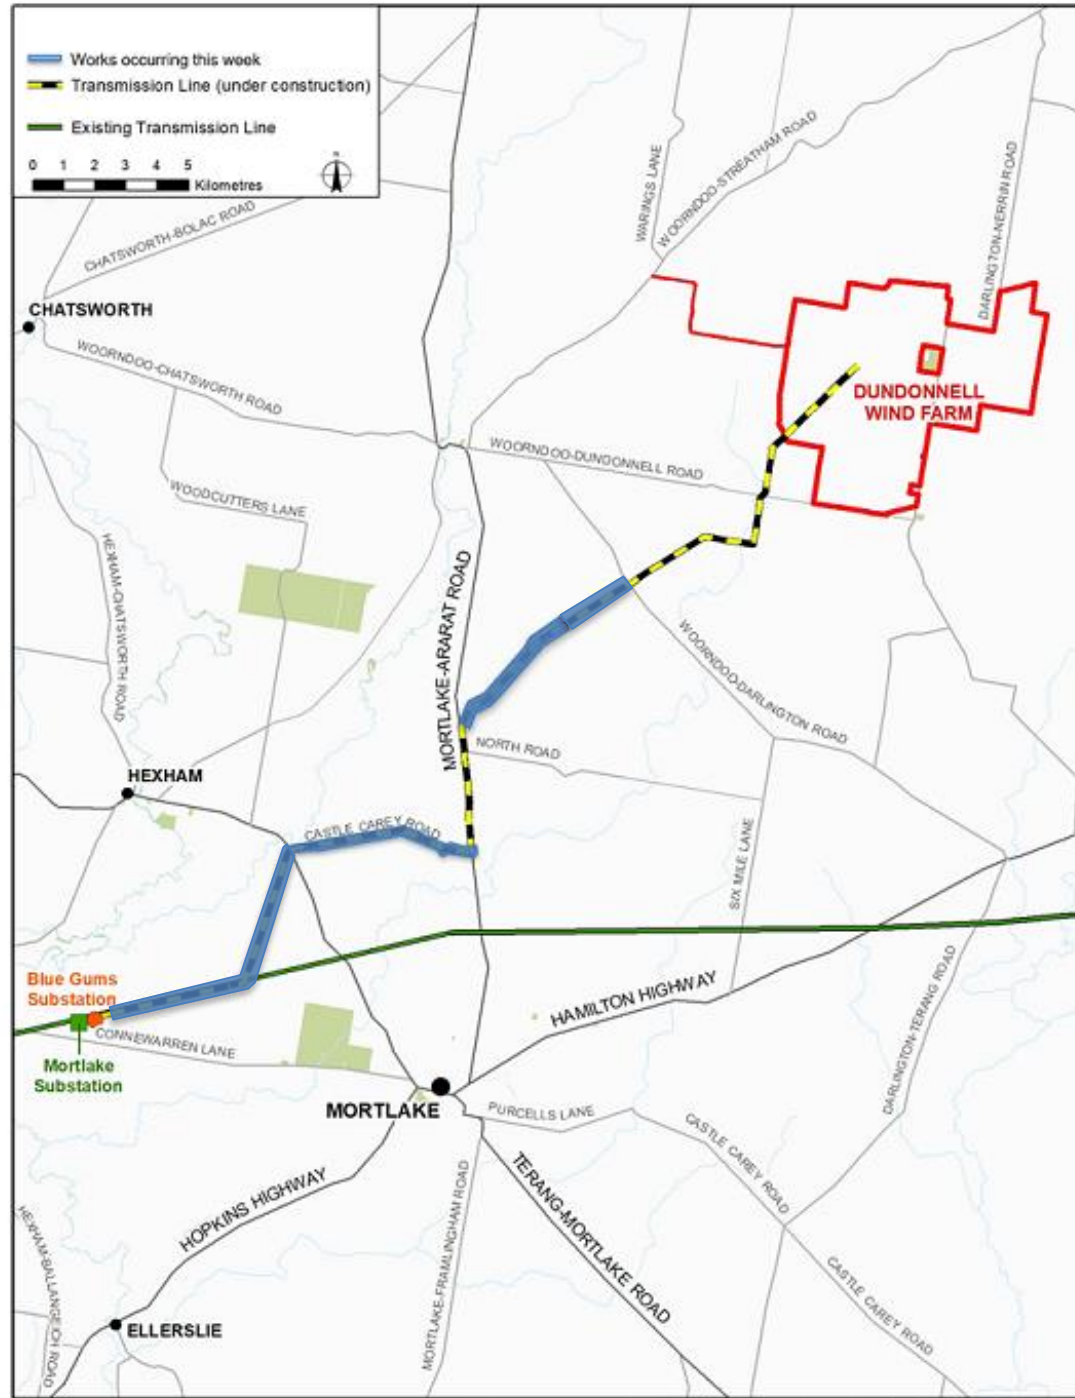 Works occurring this week
Transmission Line (under construction)
Existing Transmission Line
0 1 2 3 4 5
Kilometres
N
WARINGS LANE
WOORNDOO-STREATHAM ROAD
DARLINGTON-NERRIN ROAD
CHATSWORTH-BOLAC ROAD
CHATSWORTH
WOORNDOO-CHATSWORTH ROAD
DUNDONNELL
WIND FARM
WOORNDOO-DUNDONNELL ROAD
WOODCUTTERS LANE
HEXHAM-CHATSWORTH ROAD
MORTLAKE-ARARAT ROAD
WOORNDOO-DARLINGTON ROAD
NORTH ROAD
HEXHAM
CASTLE CAREY ROAD
SIX MILE LANE
Blue Gums
Substation
HAMILTON HIGHWAY
DARLINGTON-TERANG ROAD
CONNEWARREN LANE
Mortlake
Substation
MORTLAKE
PURCELLS LANE
CASTLE CAREY ROAD
HOPKINS HIGHWAY
TERANG-MORTLAKE ROAD
MORTLAKE-FRAMLINGHAM ROAD
HEXHAM-BALLANGEICH ROAD
CASTLE CAREY ROAD
ELLERSLIE